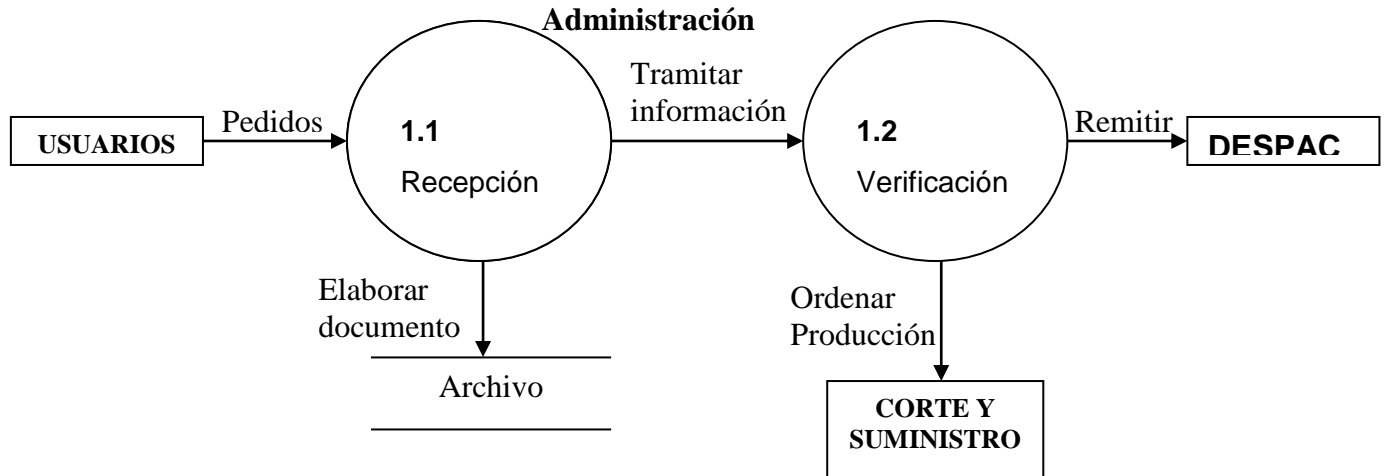 Administración
USUARIOS
Pedidos
1.1
Recepción
Tramitar
información
1.2
Verificación
Remitir
DESPAC
Elaborar
documento
Archivo
Ordenar
Producción
CORTE Y
SUMINISTRO